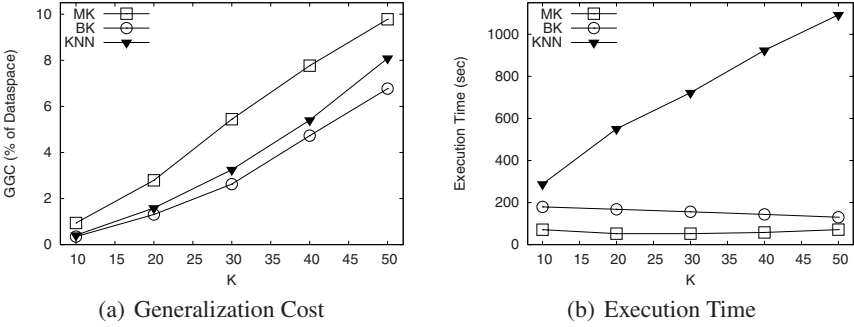 MK
BK
KNN
10
8
6
4
2
0
GGC (% of Dataspace)
10 15 20 25 30 35 40 45 50
K
(a) Generalization Cost
MK
BK
KNN
1000
800
600
400
200
0
Execution Time (sec)
10 15 20 25 30 35 40 45 50
K
(b) Execution Time